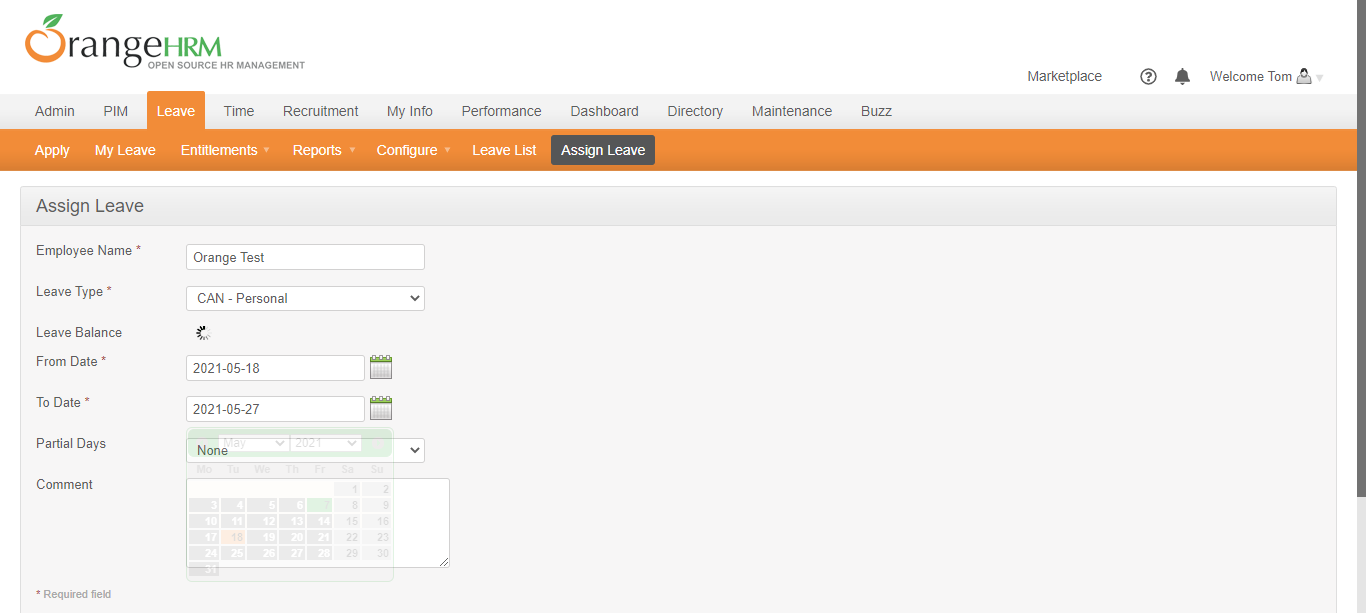 OrangeHRM
OPEN SOURCE HR MANAGEMENT
Marketplace ? Welcome Tom
Admin PIM Leave Time Recruitment My Info Performance Dashboard Directory Maintenance Buzz
Apply My Leave Entitlements Reports Configure Leave List Assign Leave
Assign Leave
Employee Name * Orange Test
Leave Type * CAN - Personal
Leave Balance
From Date * 2021-05-18
To Date * 2021-05-27
May 2021
Partial Days None
Mo Tu We Th Fr Sa Su
Comment
1 2
3 4 5 6 7 8 9
10 11 12 13 14 15 16
17 18 19 20 21 22 23
24 25 26 27 28 29 30
31
* Required field